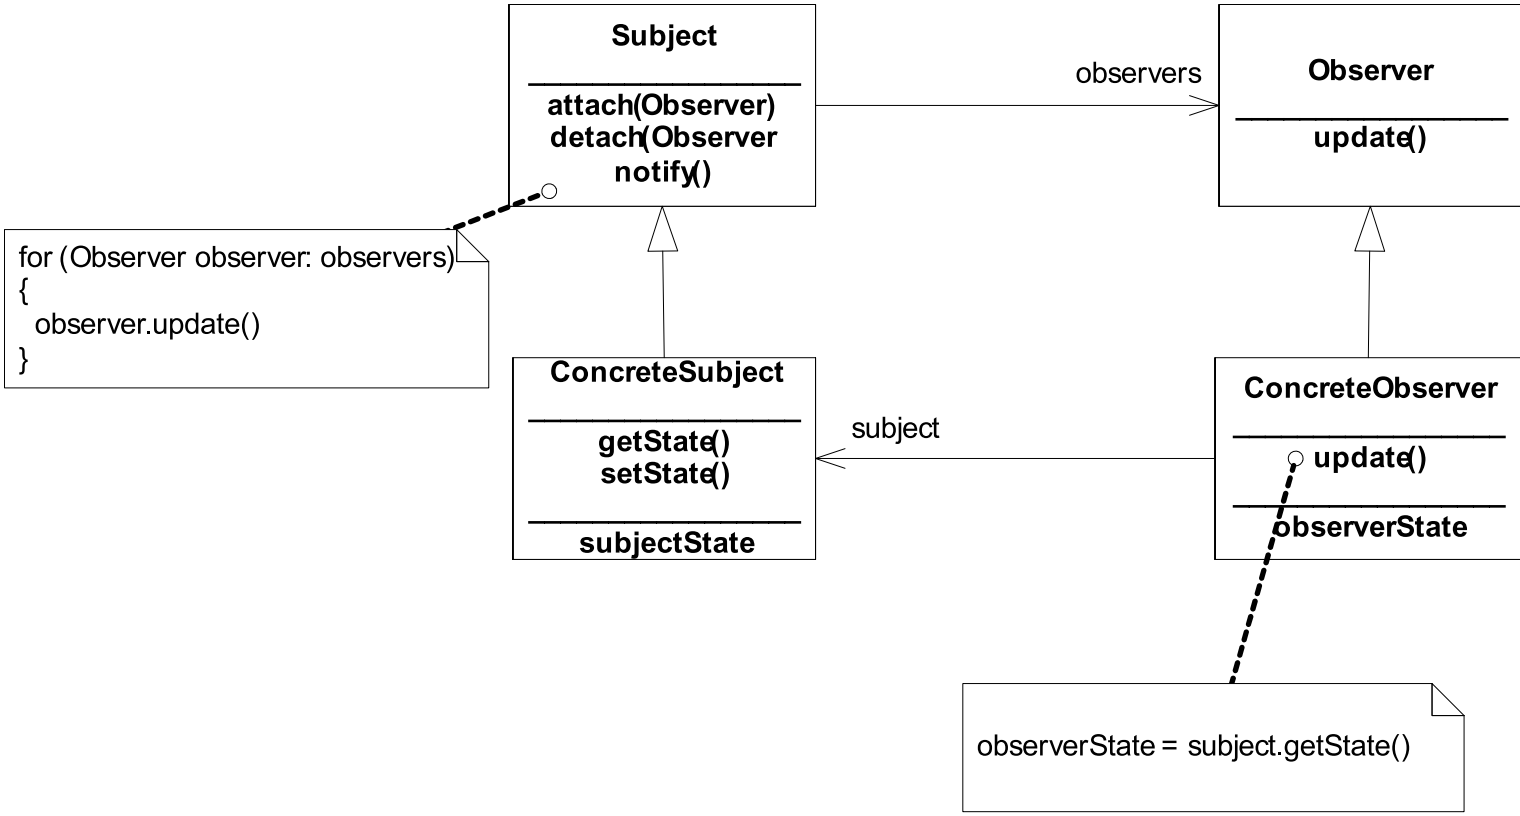 Subject
attach(Observer)
detach(Observer
notify()
observers
Observer
update()
for (Observer observer: observers)
{
observer.update()
}
ConcreteSubject
getState()
setState()
subjectState
subject
ConcreteObserver
update()
observerState
observerState = subject.getState()